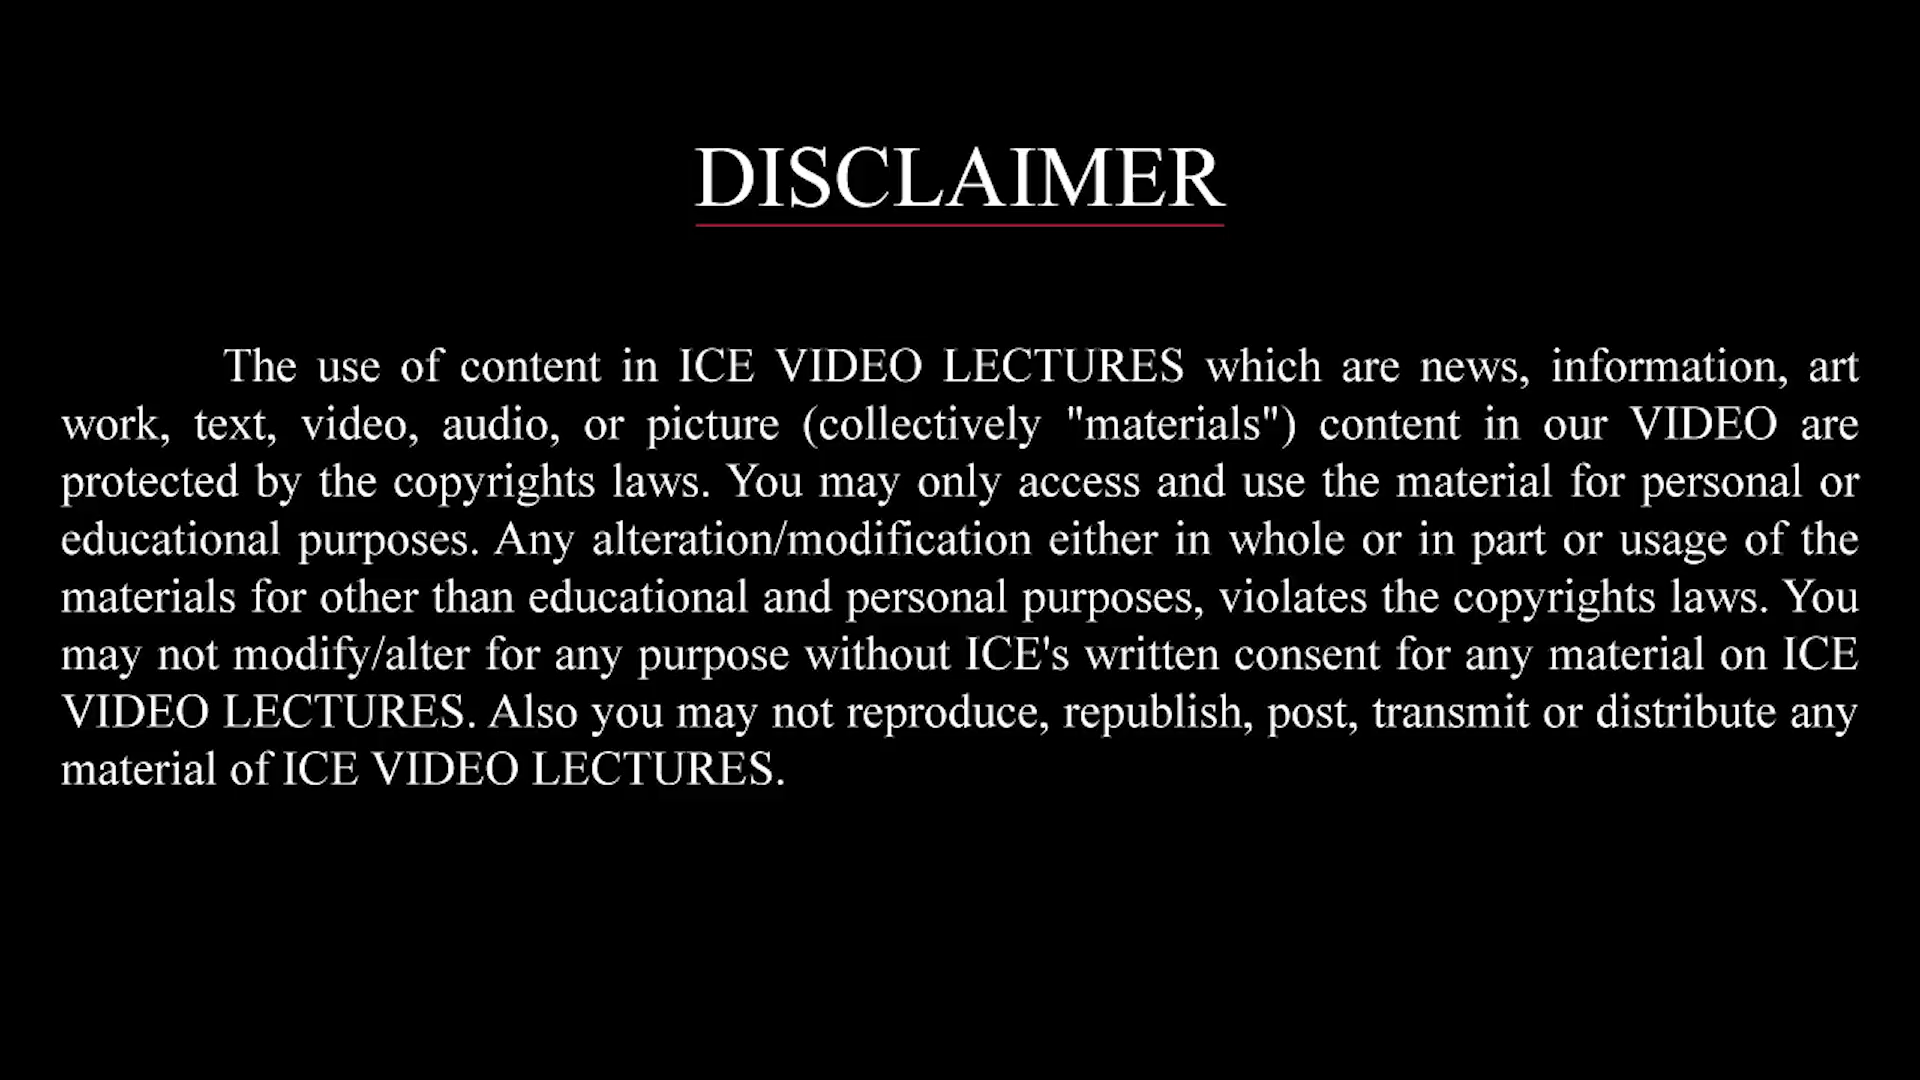 DISCLAIMER
The use of content in ICE VIDEO LECTURES which are news, information, art
work, text, video, audio, or picture (collectively "materials") content in our VIDEO are
protected by the copyrights laws. You may only access and use the material for personal or
educational purposes. Any alteration/modification either in whole or in part or usage of the
materials for other than educational and personal purposes, violates the copyrights laws. You
may not modify/alter for any purpose without ICE's written consent for any material on ICE
VIDEO LECTURES. Also you may not reproduce, republish, post, transmit or distribute any
material of ICE VIDEO LECTURES.